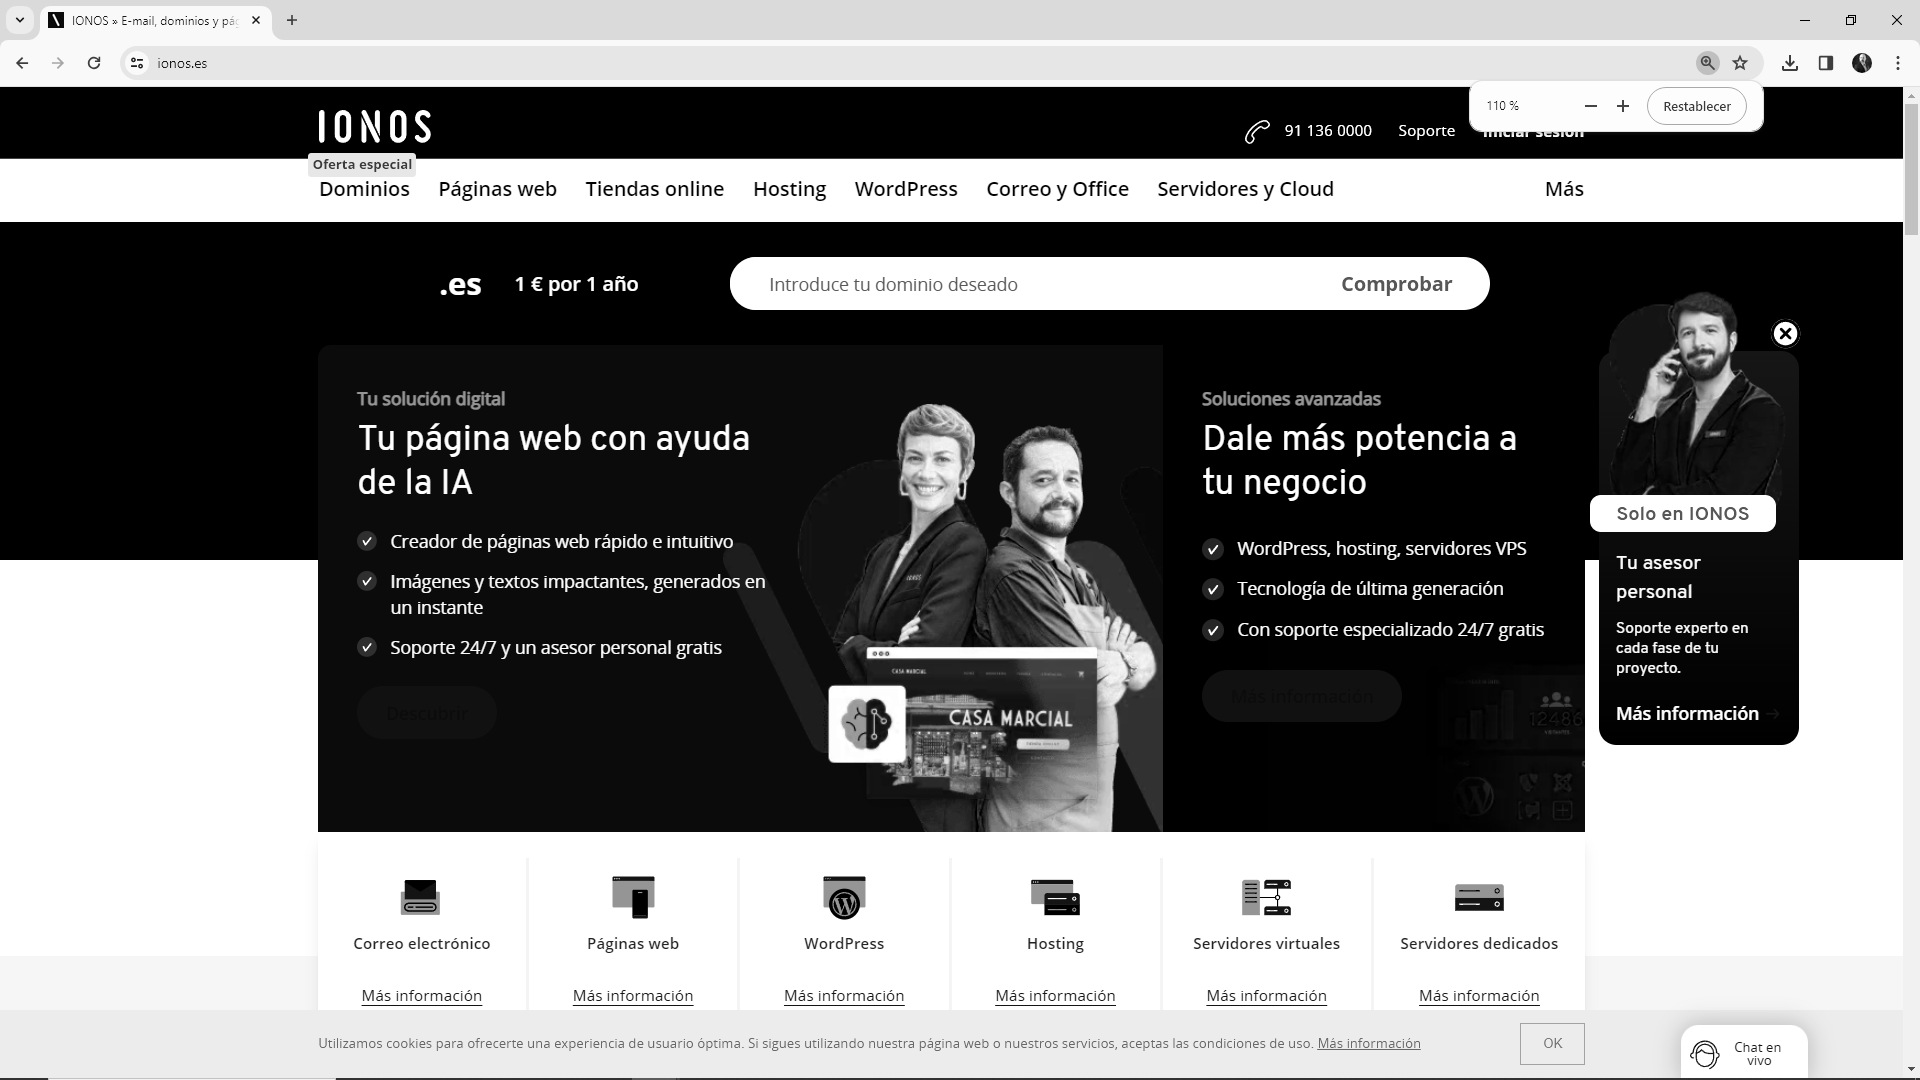 IONOS » E-mail, dominios y pág
ionos.es
110 %
Restablecer
IONOS
91 136 0000
Soporte
Iniciar sesión
Oferta especial
Dominios
Páginas web
Tiendas online
Hosting
WordPress
Correo y Office
Servidores y Cloud
Más
.es
1 € por 1 año
Introduce tu dominio deseado
Comprobar
Tu solución digital
Tu página web con ayuda
de la IA
Creador de páginas web rápido e intuitivo
Imágenes y textos impactantes, generados en
un instante
Soporte 24/7 y un asesor personal gratis
Descubrir
IONOS
CASA MARCIAL
CASA MARCIAL
Soluciones avanzadas
Dale más potencia a
tu negocio
WordPress, hosting, servidores VPS
Tecnología de última generación
Con soporte especializado 24/7 gratis
Más información
12486
Solo en IONOS
Tu asesor
personal
Soporte experto en
cada fase de tu
proyecto.
Más información
Correo electrónico
Páginas web
WordPress
Hosting
Servidores virtuales
Servidores dedicados
Más información
Más información
Más información
Más información
Más información
Más información
Utilizamos cookies para ofrecerte una experiencia de usuario óptima. Si sigues utilizando nuestra página web o nuestros servicios, aceptas las condiciones de uso. Más información
OK
Chat en
vivo